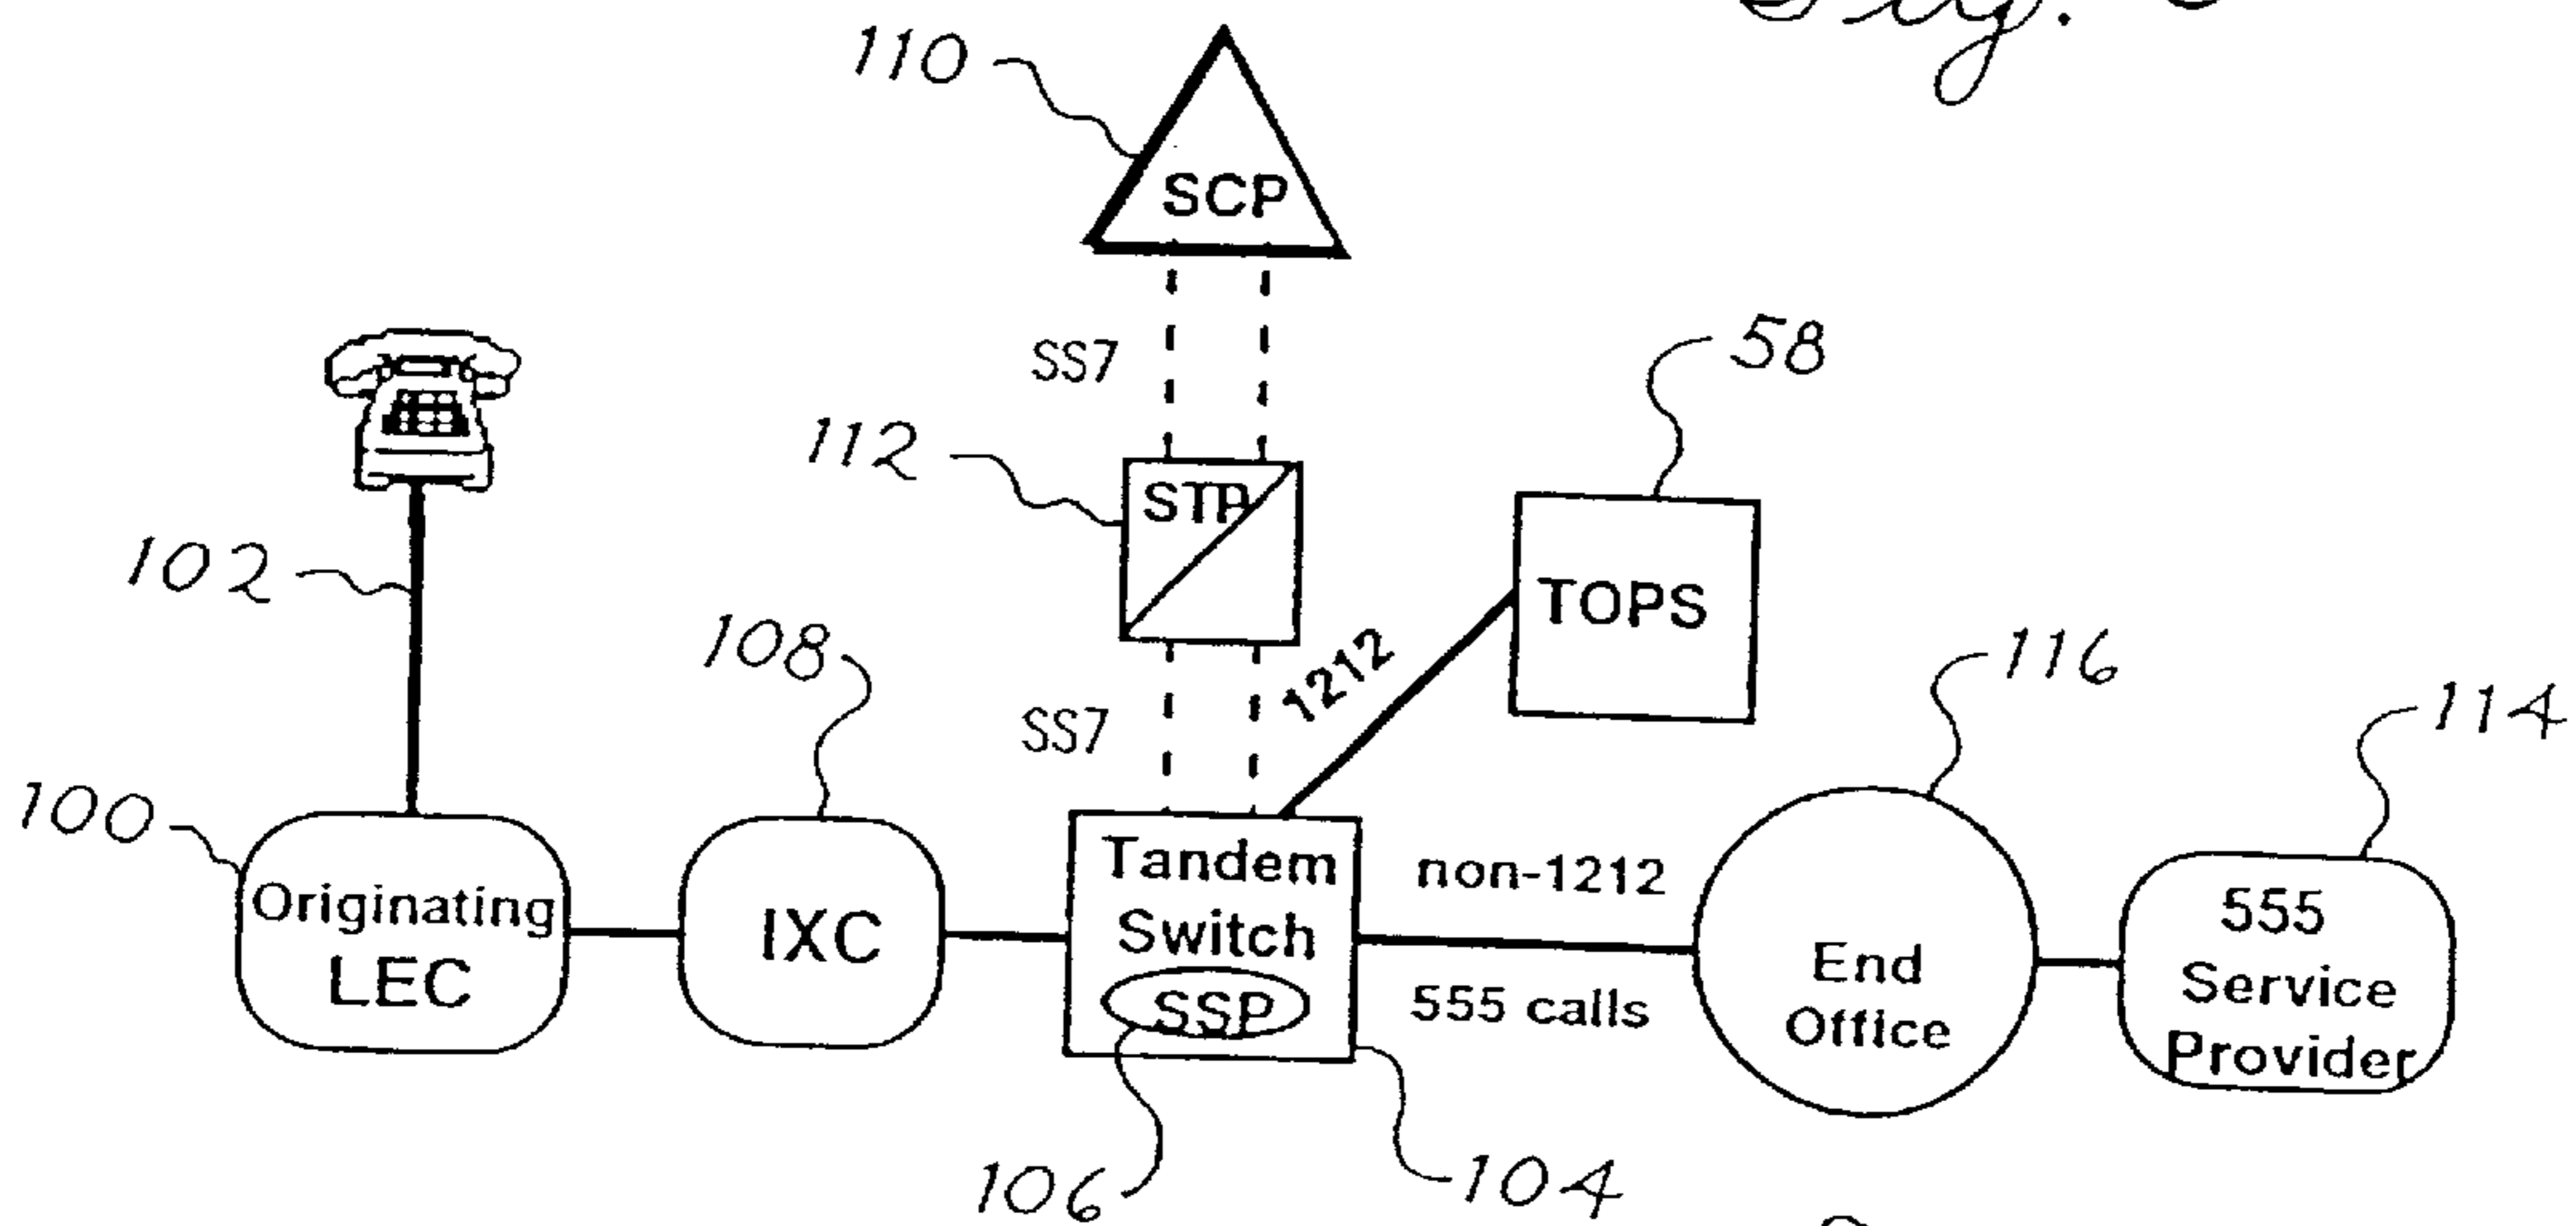 110
SCP
SS7
58
112
STP
TOPS
102
108
1212
116
SS7
114
100
Originating
LEC
IXC
Tandem
Switch
SSP
non-1212
555 calls
End
Office
555
Service
Provider
106
104